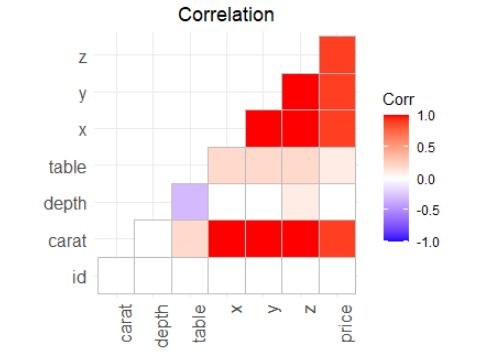 Correlation
z
y
x
table
depth
carat
id
carat
depth
table
x
y
z
price
Corr
1.0
0.5
0.0
-0.5
-1.0